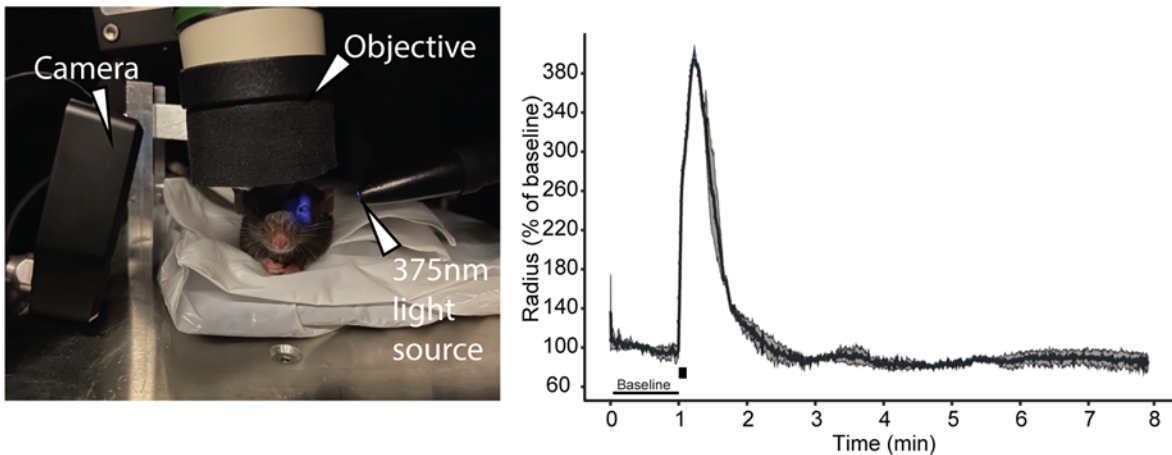 Camera
Objective
375nm
light
source
Radius (% of baseline)
380
340
300
260
220
180
140
100
60
Baseline
0 1 2 3 4 5 6 7 8
Time (min)